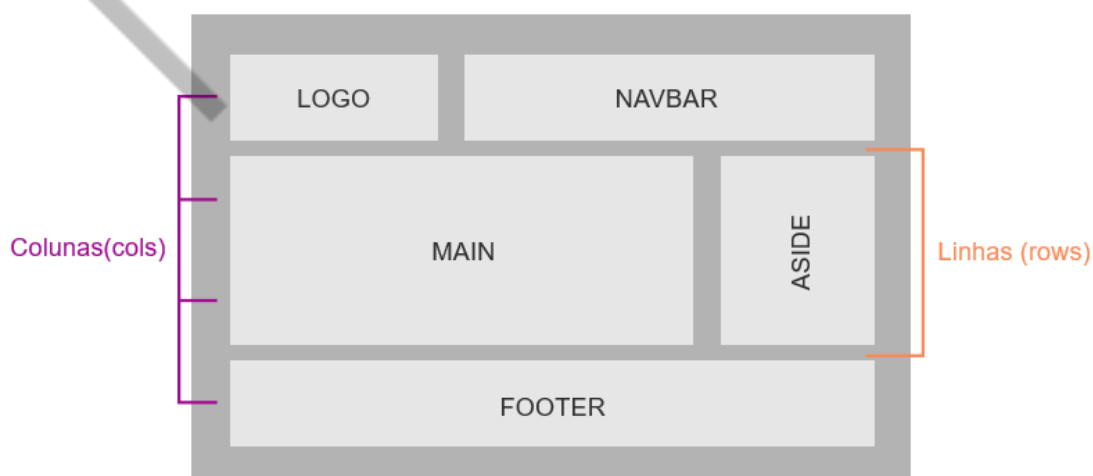 LOGO
NAVBAR
Colunas(cols)
MAIN
ASIDE
Linhas (rows)
FOOTER